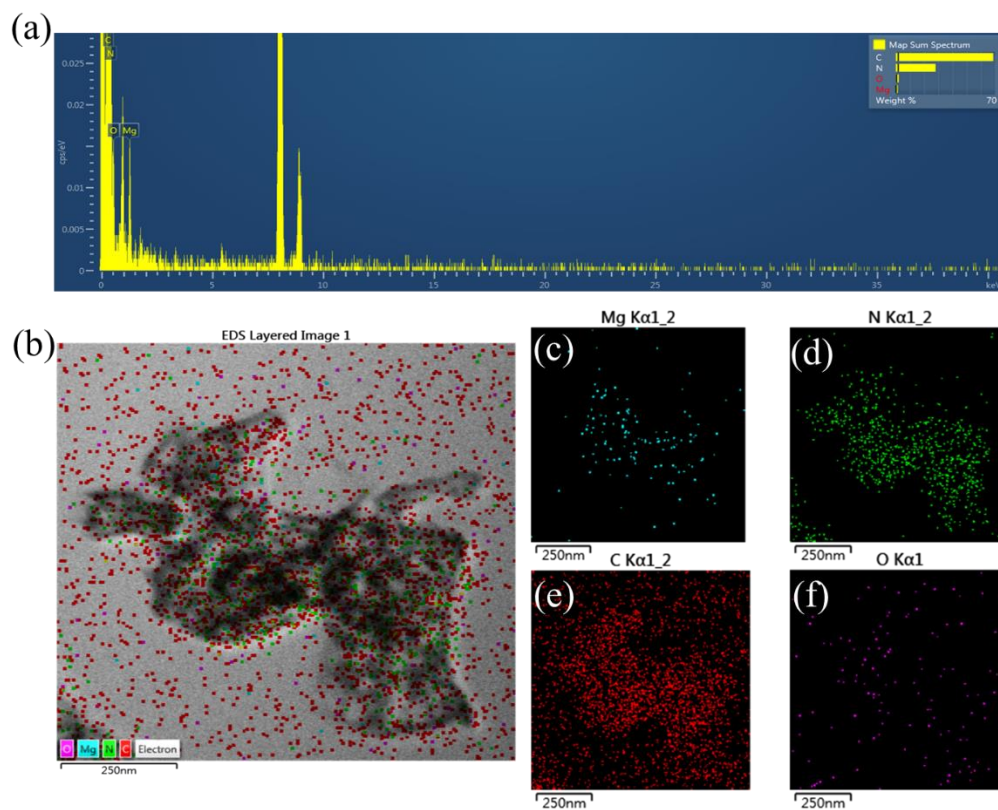 (a)
C
N
O Mg
0.025
0.02
cps/eV
0.01
0.005
0
0 5 10 15 20 25 30 35 keV
Map Sum Spectrum
C
N
O
Mg
Weight % 70
(b)
EDS Layered Image 1
O Mg N C Electron
250nm
Mg Kα1_2
(c)
250nm
N Kα1_2
(d)
250nm
C Kα1_2
(e)
250nm
O Kα1
(f)
250nm